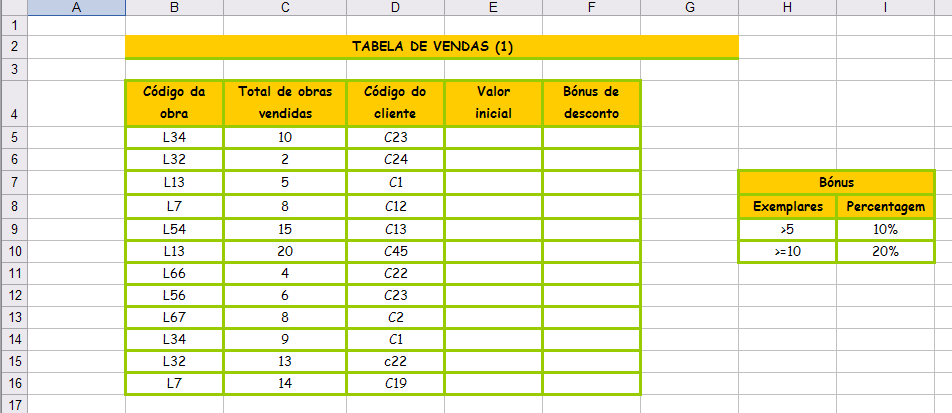 A B C D E F G H I
1
2 TABELA DE VENDAS (1)
3
4 Código da obra Total de obras vendidas Código do cliente Valor inicial Bónus de desconto
5 L34 10 C23
6 L32 2 C24
7 L13 5 C1 Bónus
8 L7 8 C12 Exemplares Percentagem
9 L54 15 C13 >5 10%
10 L13 20 C45 >=10 20%
11 L66 4 C22
12 L56 6 C23
13 L67 8 C2
14 L34 9 C1
15 L32 13 c22
16 L7 14 C19
17